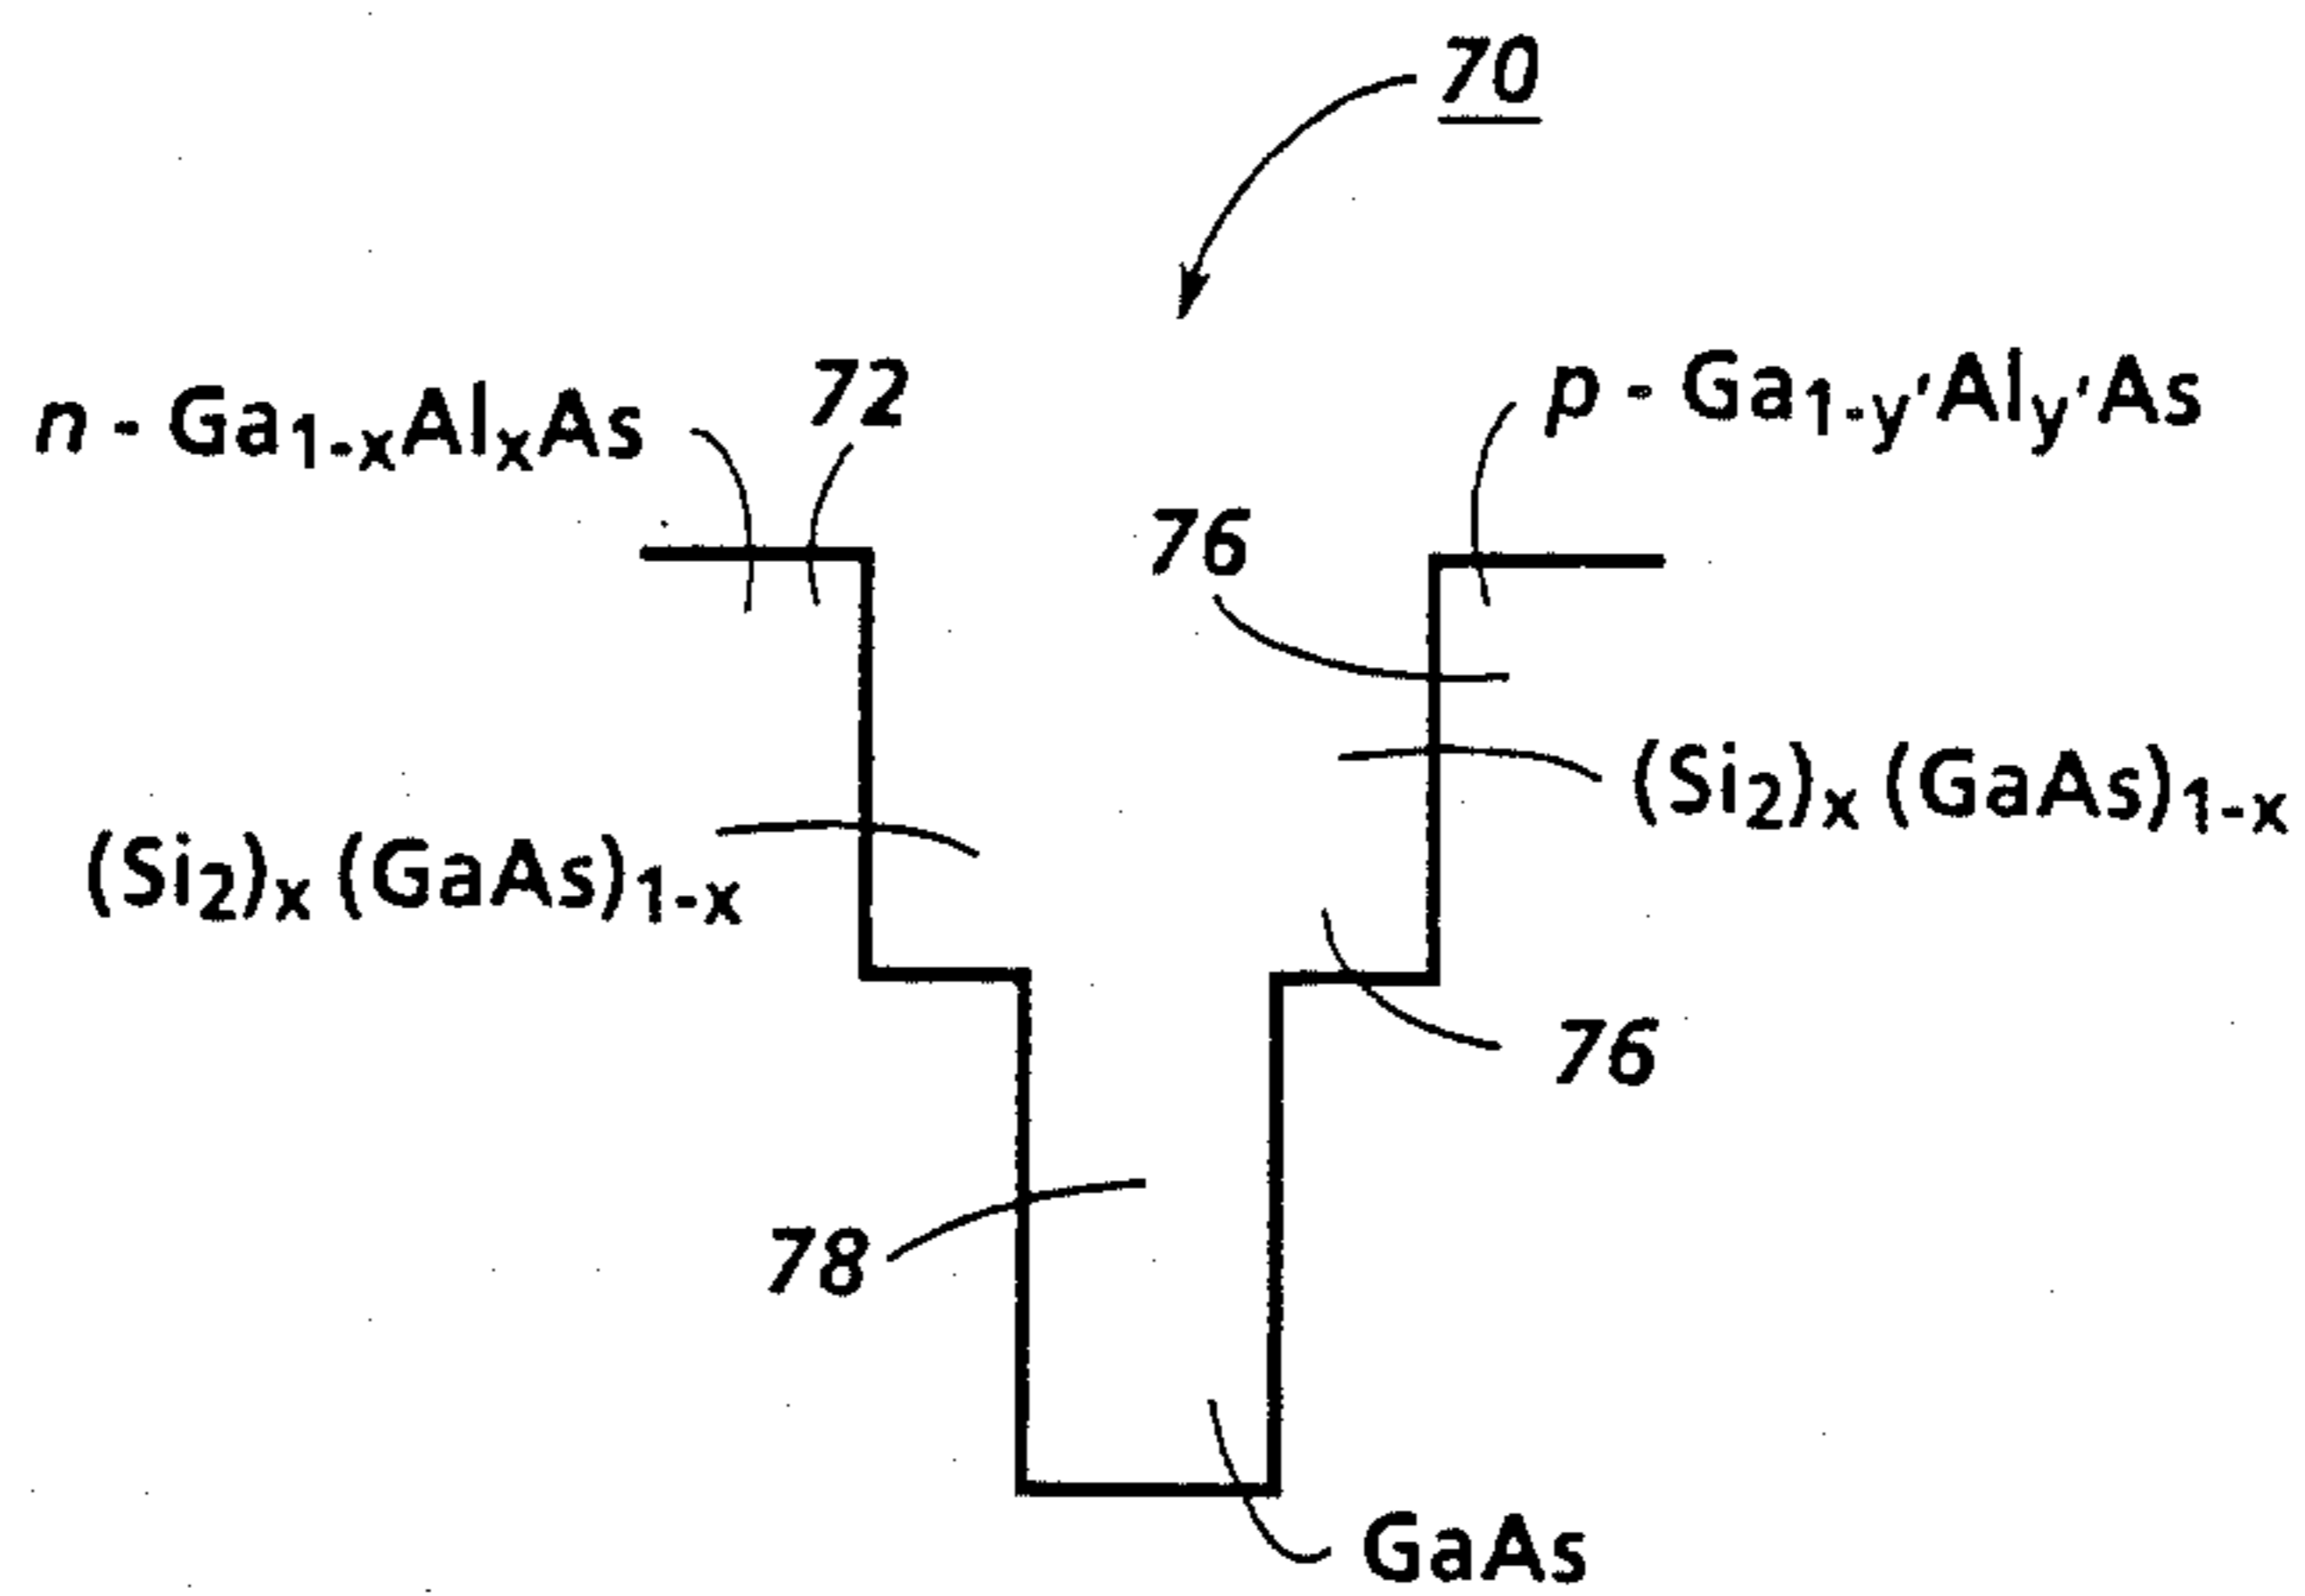 70
n - Ga1-xAlxAs
72
p - Ga1-y'Aly'As
76
(Si2)x (GaAs)1-x
(Si2)x (GaAs)1-x
76
78
GaAs